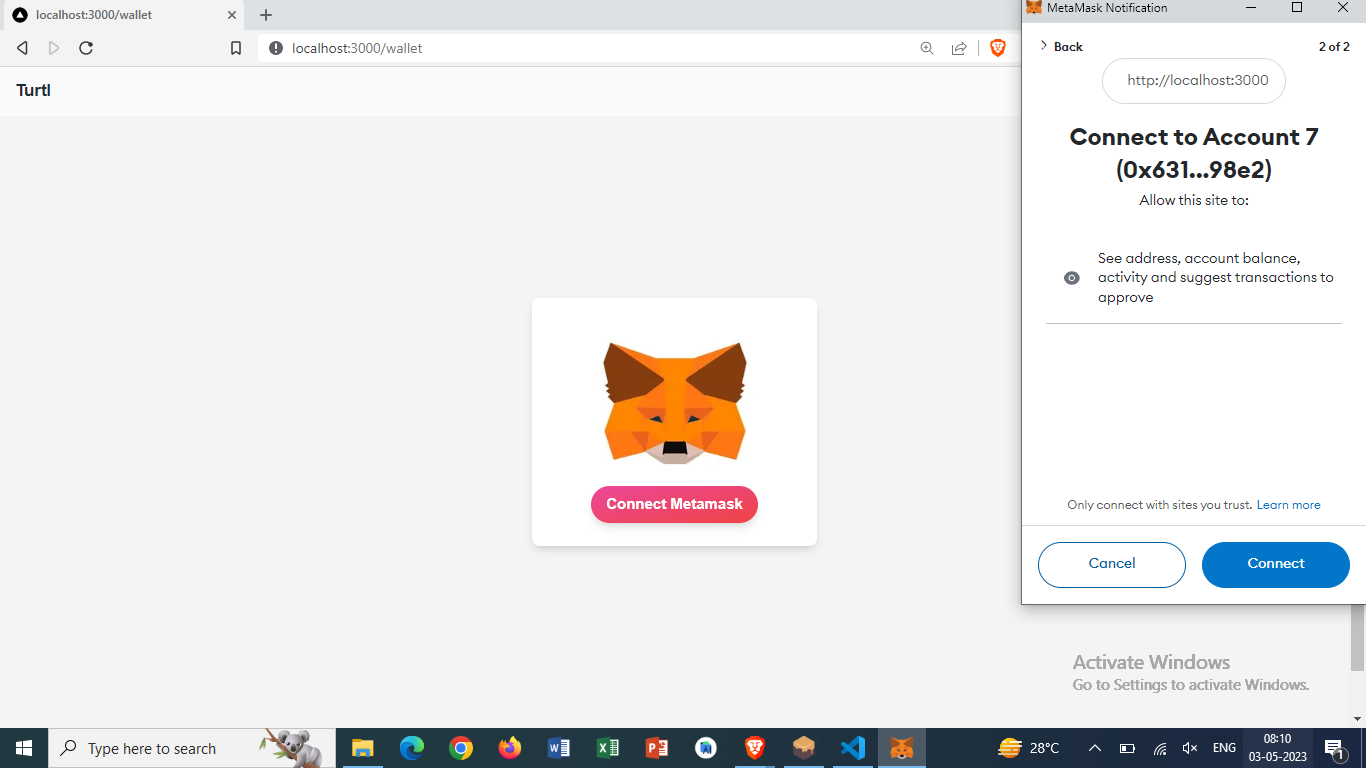 localhost:3000/wallet
localhost:3000/wallet
Turtl
Connect Metamask
MetaMask Notification
Back
2 of 2
http://localhost:3000
Connect to Account 7
(0x631...98e2)
Allow this site to:
See address, account balance,
activity and suggest transactions to
approve
Only connect with sites you trust. Learn more
Cancel
Connect
Activate Windows
Go to Settings to activate Windows.
Type here to search
28°C
ENG
08:10
03-05-2023
1